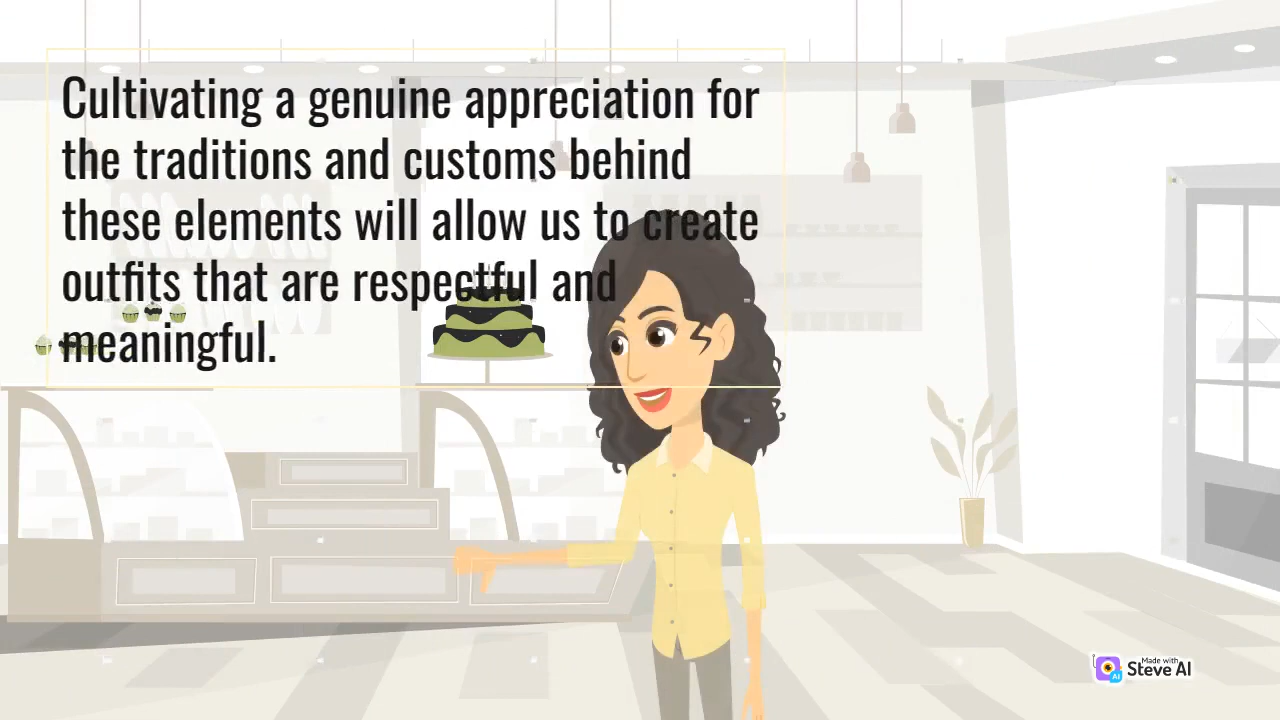 Cultivating a genuine appreciation for
the traditions and customs behind
these elements will allow us to create
outfits that are respectful and
meaningful.
Made with
Steve AI
AI